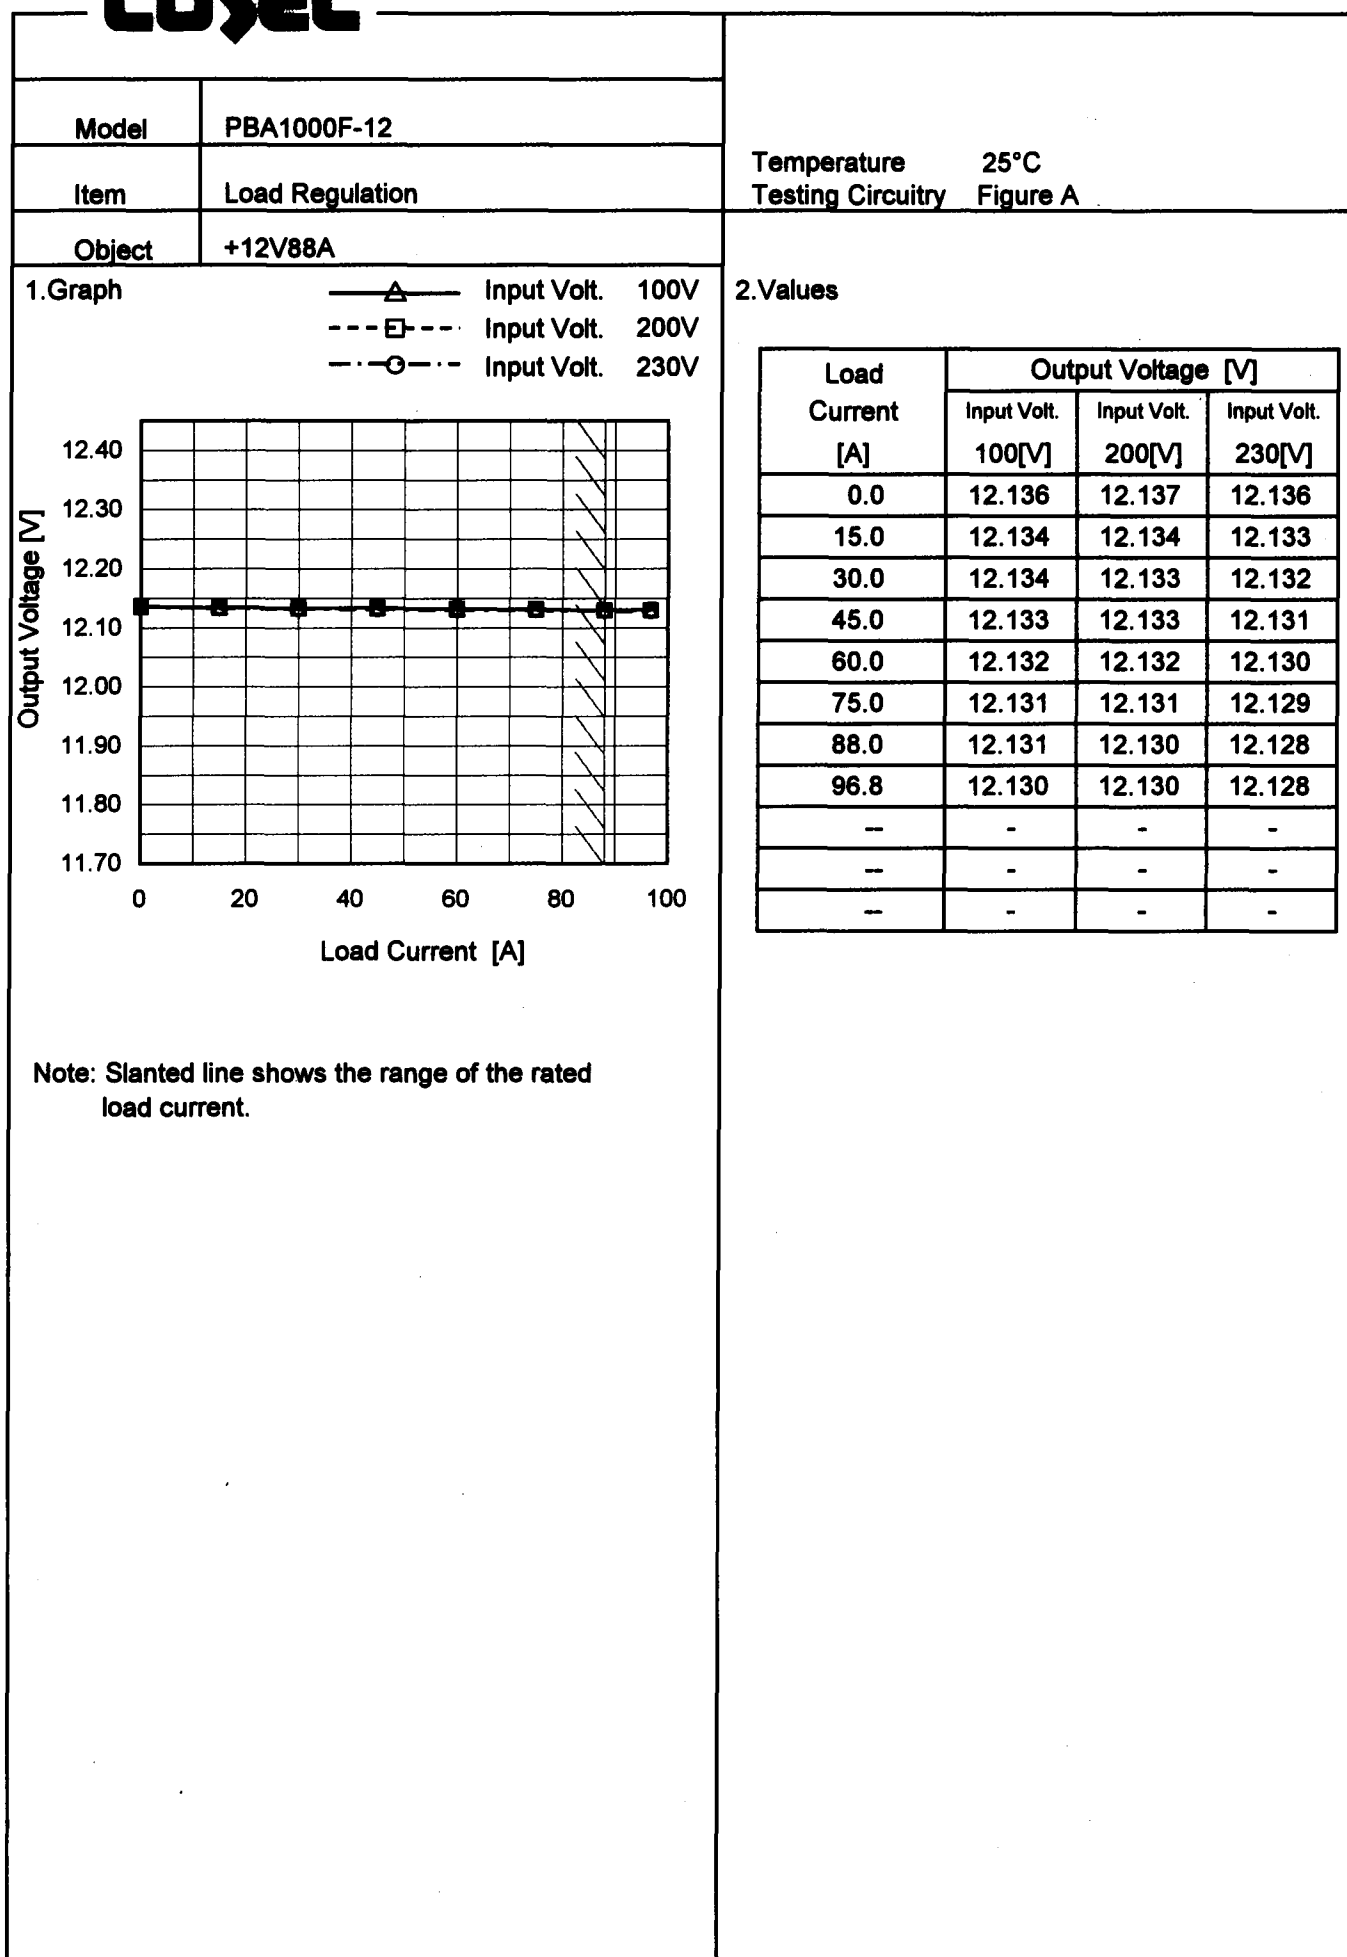 COSEL
Model PBA1000F-12
Item Load Regulation
Object +12V88A
Temperature 25°C
Testing Circuitry Figure A
1.Graph
Input Volt. 100V
Input Volt. 200V
Input Volt. 230V
Output Voltage [V]
12.40
12.30
12.20
12.10
12.00
11.90
11.80
11.70
0 20 40 60 80 100
Load Current [A]
Note: Slanted line shows the range of the rated
load current.
2.Values
Load Output Voltage [V]
Current Input Volt. Input Volt. Input Volt.
[A] 100[V] 200[V] 230[V]
0.0 12.136 12.137 12.136
15.0 12.134 12.134 12.133
30.0 12.134 12.133 12.132
45.0 12.133 12.133 12.131
60.0 12.132 12.132 12.130
75.0 12.131 12.131 12.129
88.0 12.131 12.130 12.128
96.8 12.130 12.130 12.128
-- - - -
-- - - -
-- - - -